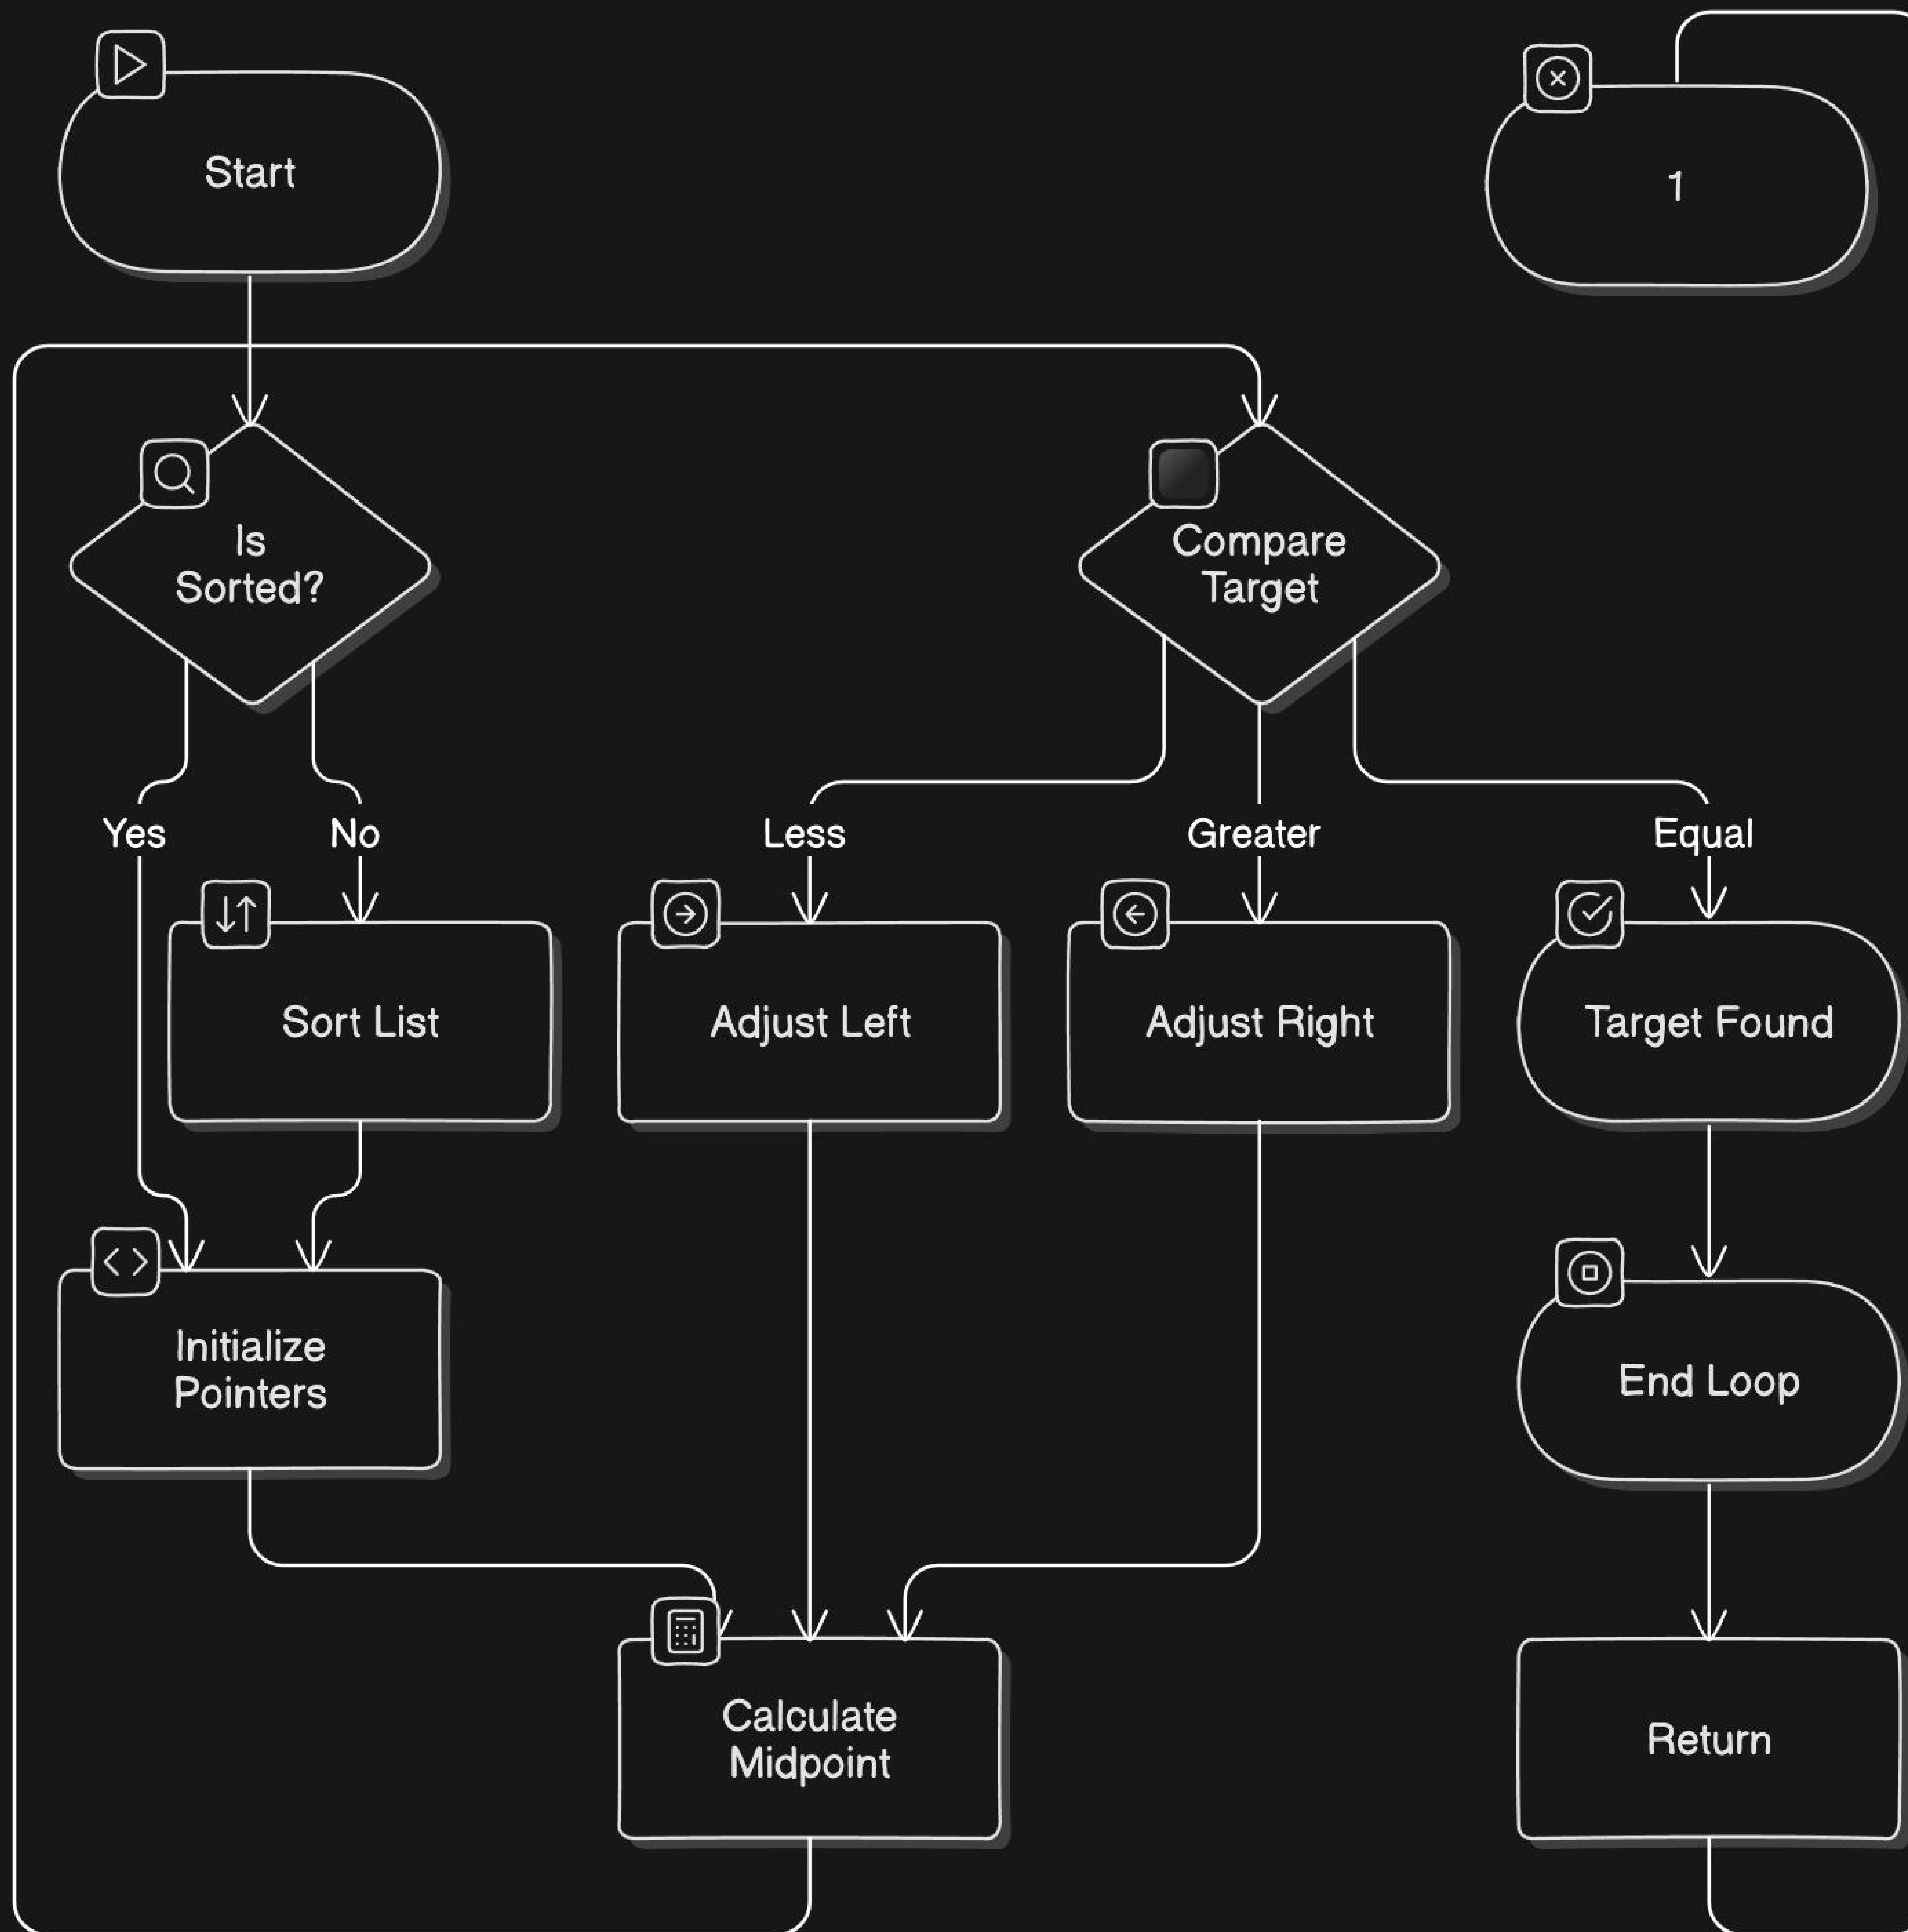 Start
1
Is
Sorted?
Compare
Target
Yes
No
Less
Greater
Equal
Sort List
Adjust Left
Adjust Right
Target Found
Initialize
Pointers
End Loop
Calculate
Midpoint
Return